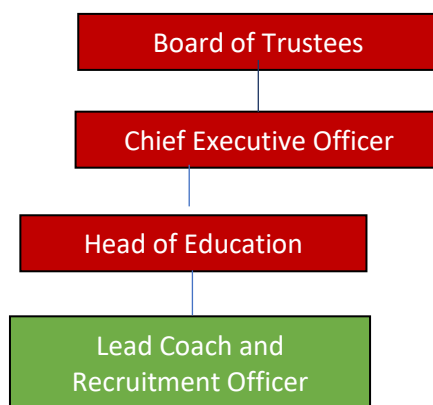 Board of Trustees
Chief Executive Officer
Head of Education
Lead Coach and
Recruitment Officer